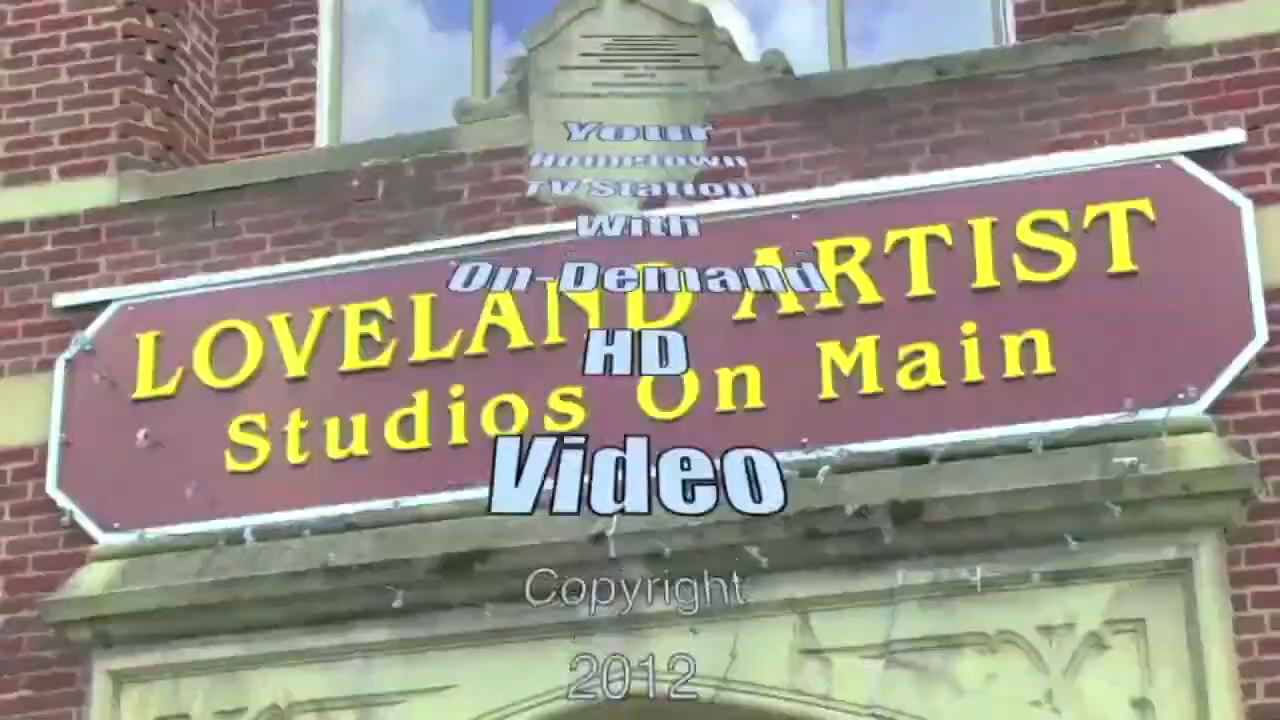 Your
Hometown
TV Station
With
On-Demand
LOVELAND ARTIST
HD
Studios On Main
Video
Copyright
2012